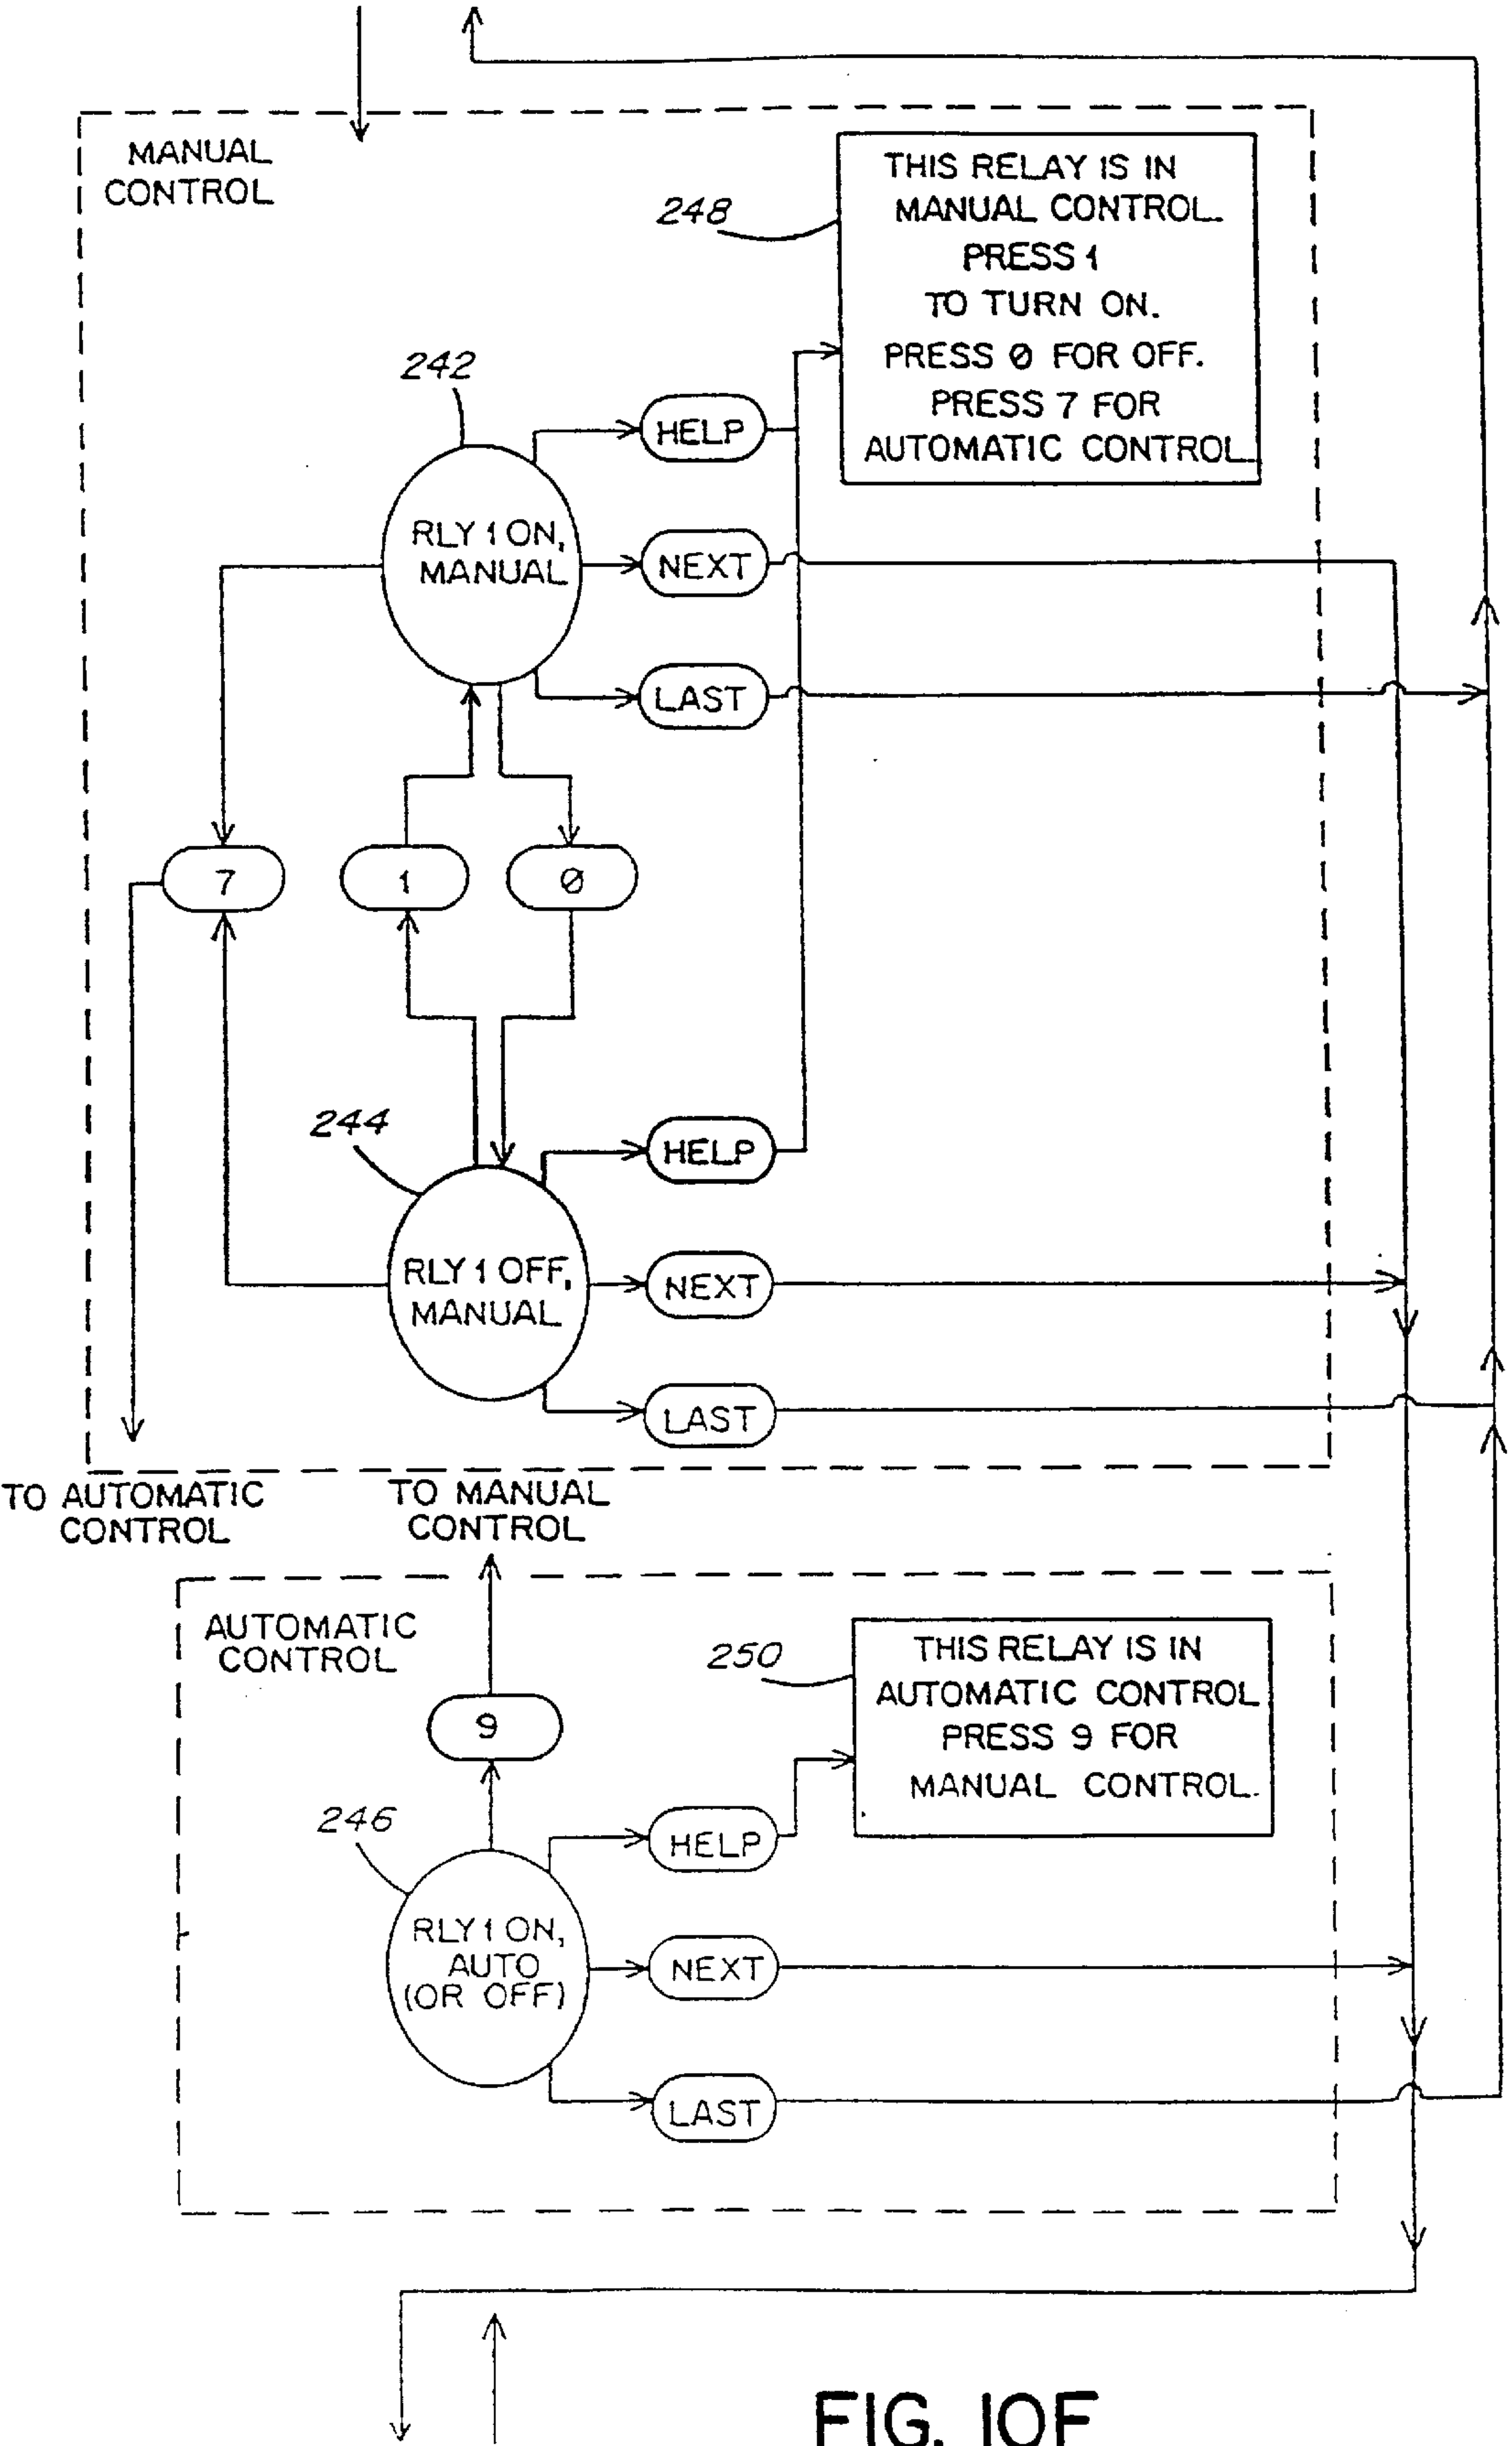 MANUAL
CONTROL
248
THIS RELAY IS IN
MANUAL CONTROL.
PRESS 1
TO TURN ON.
PRESS 0 FOR OFF.
PRESS 7 FOR
AUTOMATIC CONTROL.
242
RLY 1 ON,
MANUAL
HELP
NEXT
LAST
7
1
0
244
RLY 1 OFF,
MANUAL
HELP
NEXT
LAST
TO AUTOMATIC
CONTROL
TO MANUAL
CONTROL
AUTOMATIC
CONTROL
9
250
THIS RELAY IS IN
AUTOMATIC CONTROL
PRESS 9 FOR
MANUAL CONTROL.
246
RLY 1 ON,
AUTO
(OR OFF)
HELP
NEXT
LAST
FIG. 10F